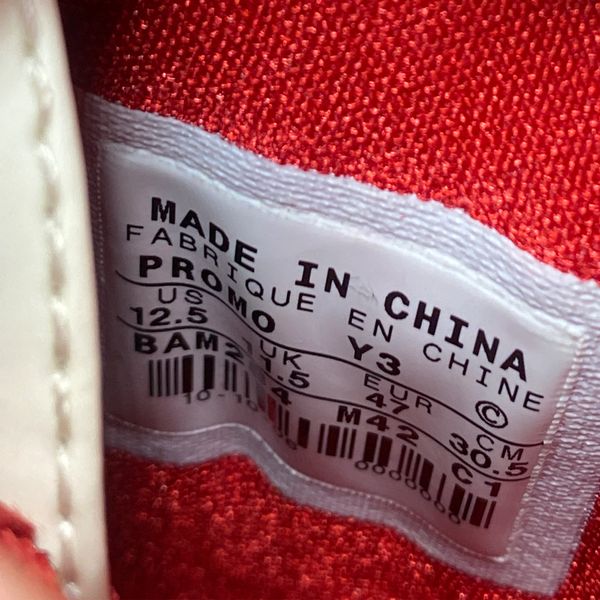 MADE IN CHINA
FABRIQUE EN CHINE
PROMO Y3 ©
US UK EUR CM
12.5 11.5 47 30.5
M42 C1
0000000